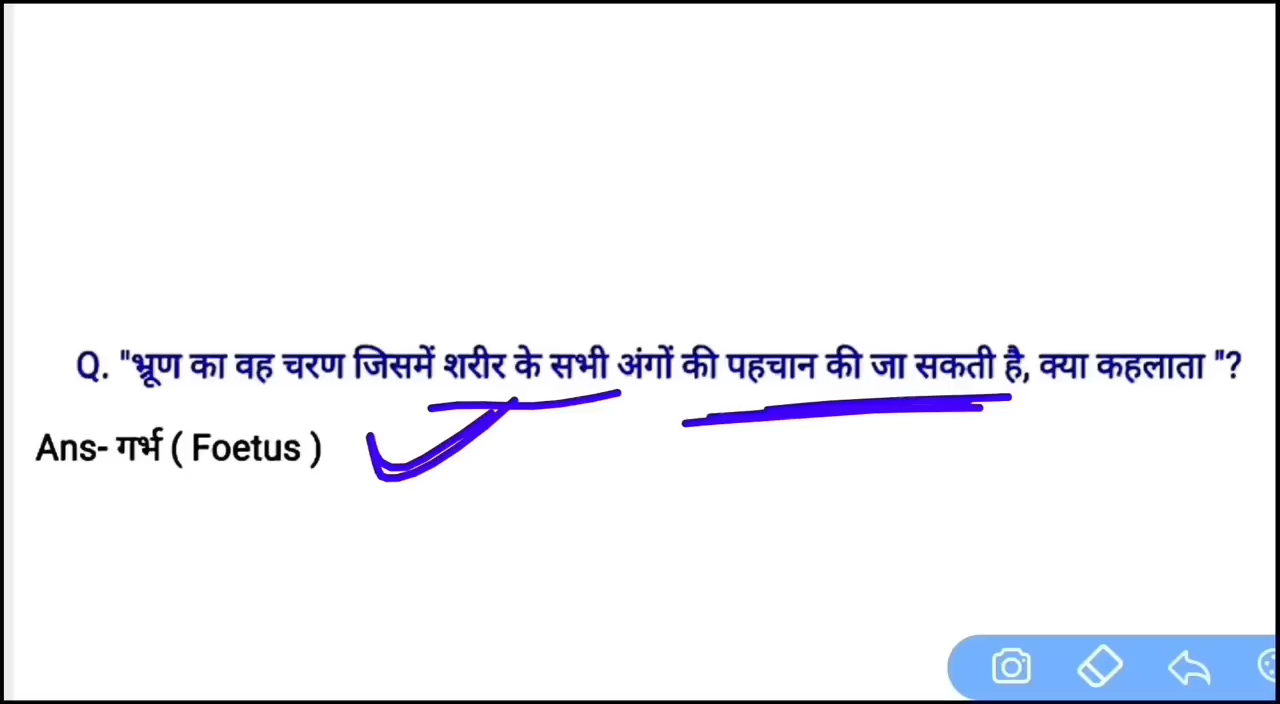 Q. "भ्रूण का वह चरण जिसमें शरीर के सभी अंगों की पहचान की जा सकती है, क्या कहलाता "?
Ans- गर्भ ( Foetus )